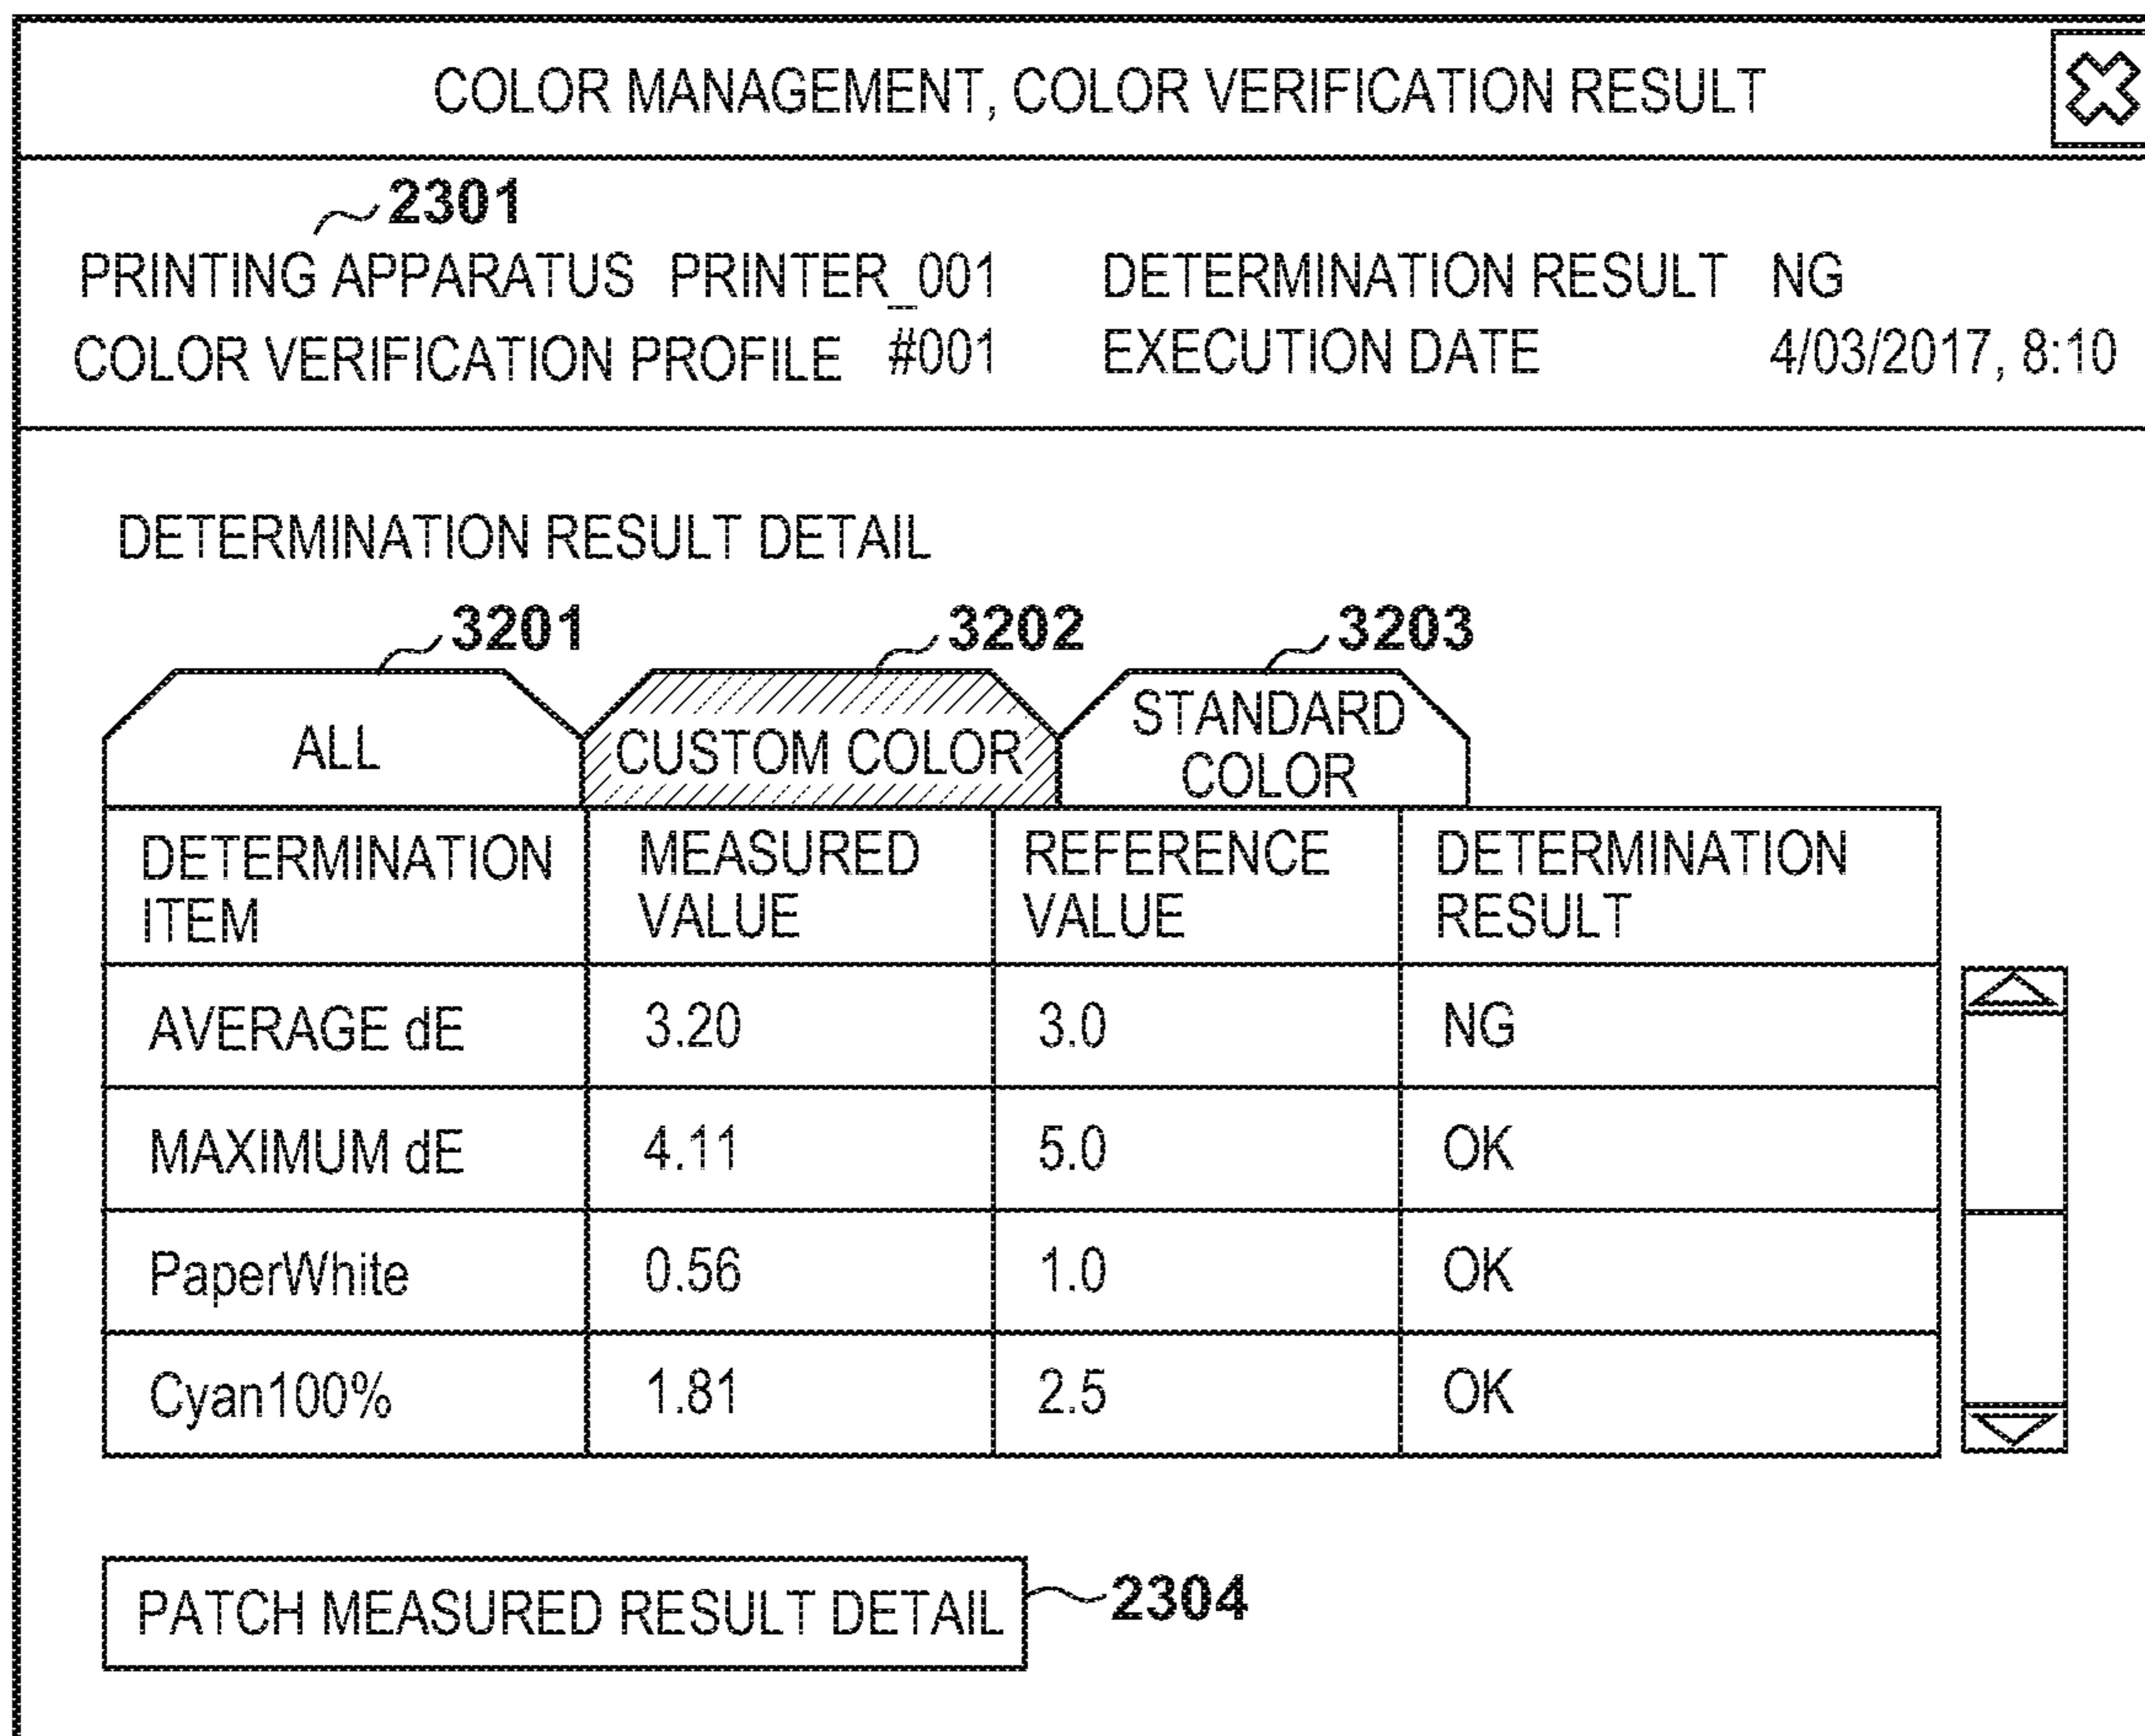 COLOR MANAGEMENT, COLOR VERIFICATION RESULT
2301
PRINTING APPARATUS PRINTER_001 DETERMINATION RESULT NG
COLOR VERIFICATION PROFILE #001 EXECUTION DATE 4/03/2017, 8:10
DETERMINATION RESULT DETAIL
3201 3202 3203
ALL CUSTOM COLOR STANDARD COLOR
DETERMINATION ITEM MEASURED VALUE REFERENCE VALUE DETERMINATION RESULT
AVERAGE dE 3.20 3.0 NG
MAXIMUM dE 4.11 5.0 OK
PaperWhite 0.56 1.0 OK
Cyan100% 1.81 2.5 OK
PATCH MEASURED RESULT DETAIL 2304